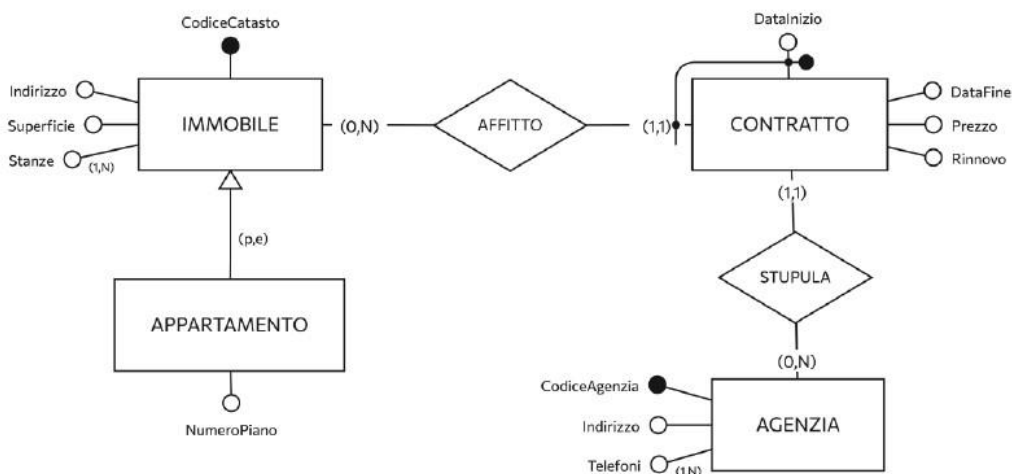 CodiceCatasto
DataInizio
Indirizzo
Superficie
Stanze
(1,N)
IMMOBILE
(0,N)
AFFITTO
(1,1)
CONTRATTO
DataFine
Prezzo
Rinnovo
(1,1)
(p,e)
STUPULA
APPARTAMENTO
(0,N)
NumeroPiano
CodiceAgenzia
Indirizzo
Telefoni
(1,N)
AGENZIA